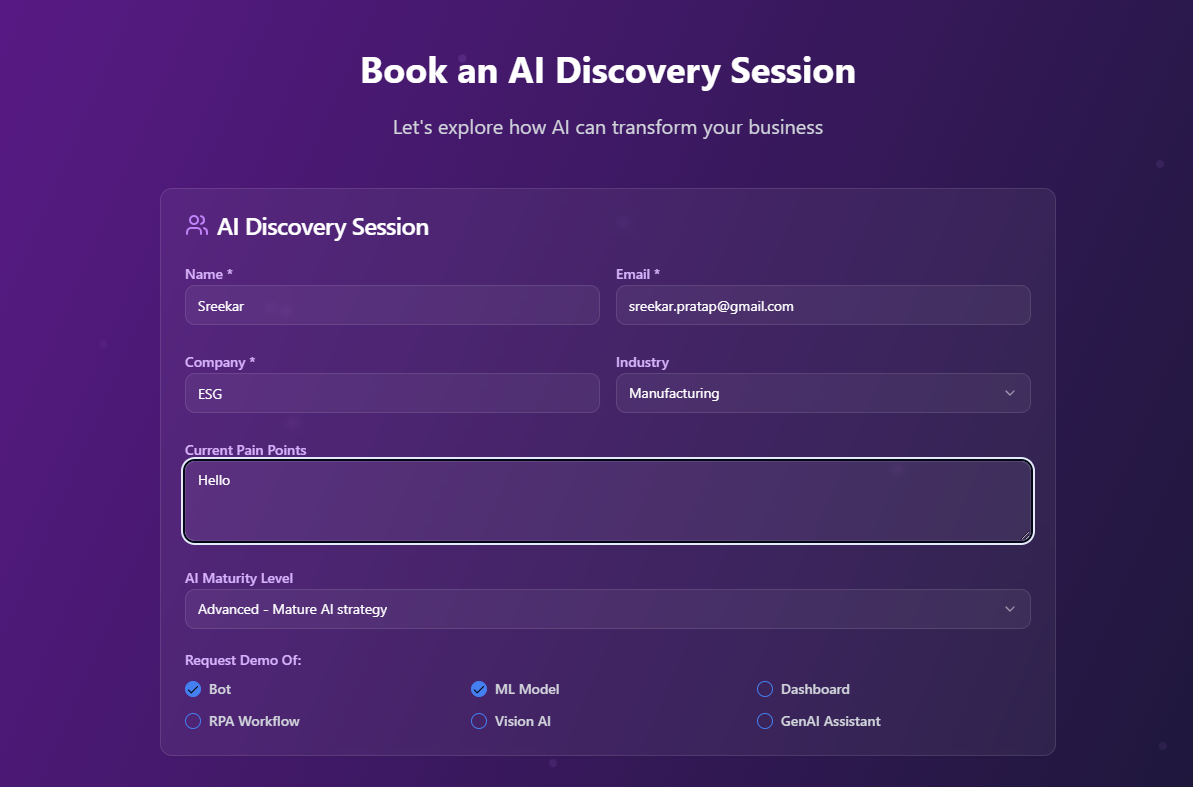 Book an AI Discovery Session
Let's explore how AI can transform your business
AI Discovery Session
Name *
Email *
Sreekar
sreekar.pratap@gmail.com
Company *
Industry
ESG
Manufacturing
Current Pain Points
Hello
AI Maturity Level
Advanced - Mature AI strategy
Request Demo Of:
Bot
ML Model
Dashboard
RPA Workflow
Vision AI
GenAI Assistant